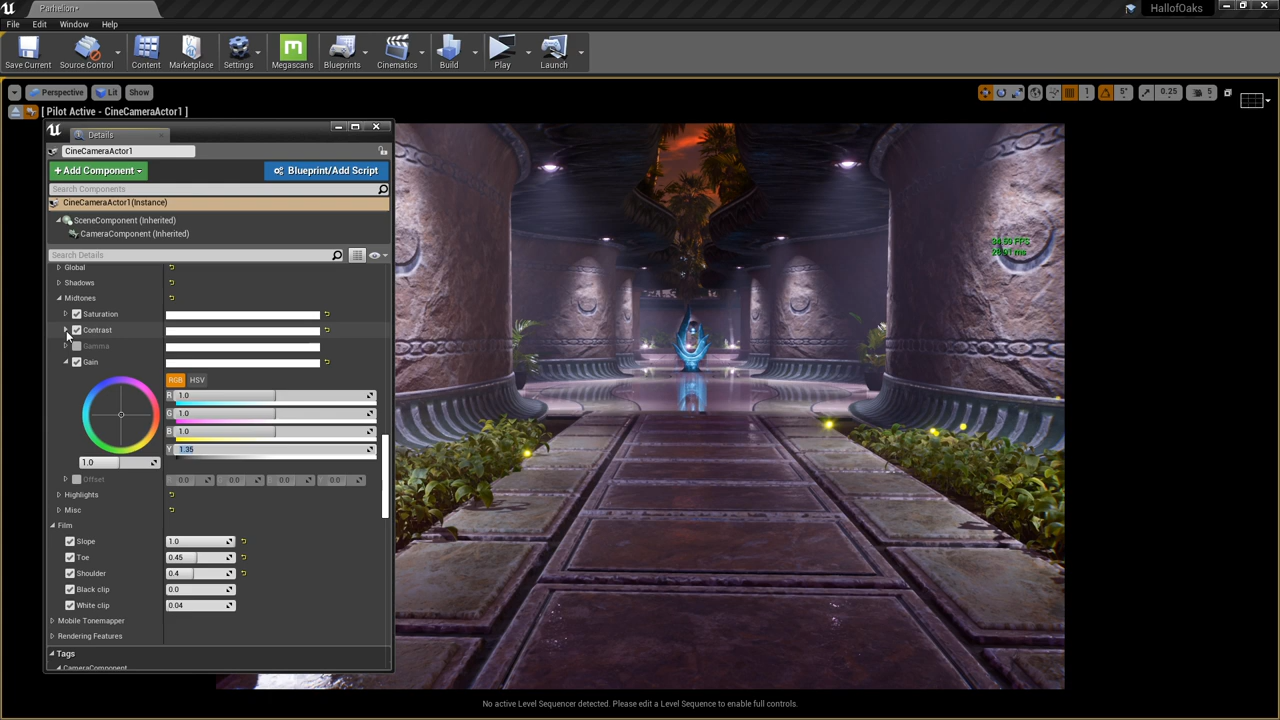 Parhelion*
HallofOaks
File Edit Window Help
Save Current Source Control Content Marketplace Settings Megascans Blueprints Cinematics Build Play Launch
Perspective Lit Show 1 5° 0.25 5
[ Pilot Active - CineCameraActor1 ]
Details
CineCameraActor1
+Add Component Blueprint/Add Script
Search Components
CineCameraActor1(Instance)
SceneComponent (Inherited)
CameraComponent (Inherited)
Search Details
Global
Shadows
Midtones
Saturation
Contrast
Gamma
Gain
RGB HSV
R 1.0
G 1.0
B 1.0
Y 1.35
1.0
Offset 0.0 0.0 0.0 0.0
Highlights
Misc
Film
Slope 1.0
Toe 0.45
Shoulder 0.4
Black clip 0.0
White clip 0.04
Mobile Tonemapper
Rendering Features
Tags
CameraComponent
FPS
No active Level Sequencer detected. Please edit a Level Sequence to enable full controls.